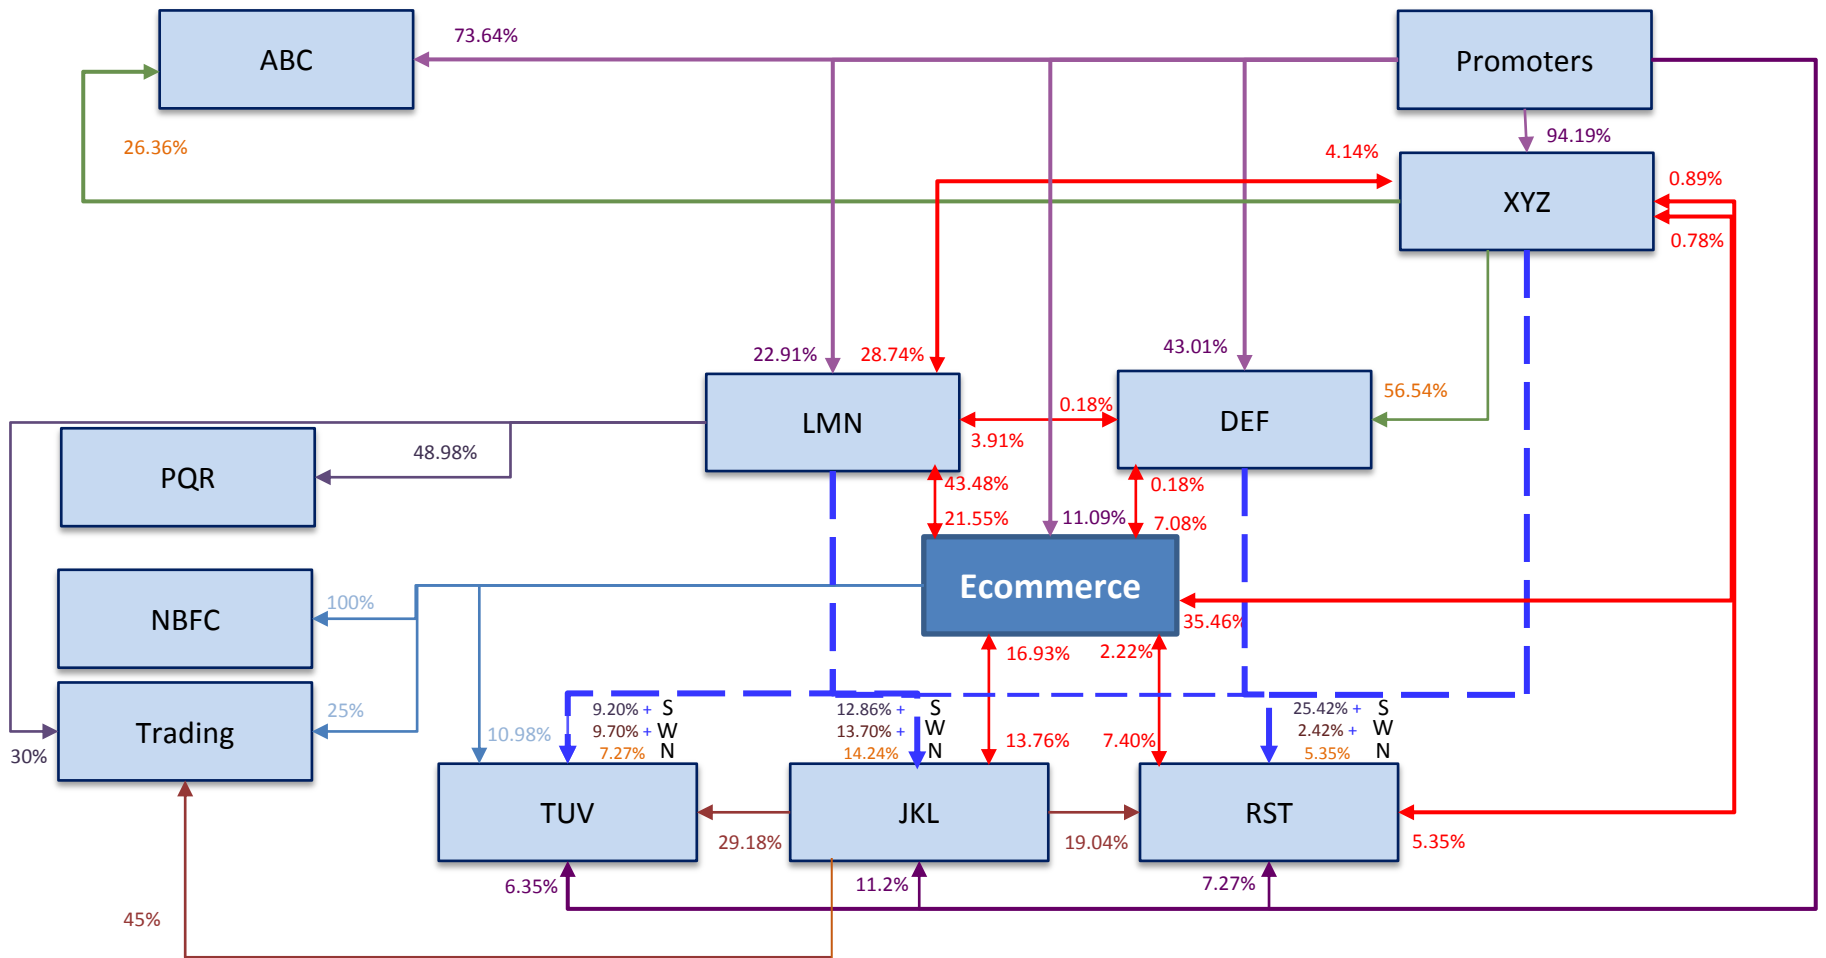 73.64%
ABC
Promoters
26.36%
4.14%
94.19%
0.89%
XYZ
0.78%
22.91%
28.74%
43.01%
56.54%
0.18%
LMN
DEF
3.91%
48.98%
PQR
43.48%
0.18%
21.55%
11.09%
7.08%
Ecommerce
100%
NBFC
35.46%
16.93%
2.22%
25%
Trading
30%
10.98%
9.20% + S
9.70% + W
7.27% N
12.86% + S
13.70% + W
14.24% N
13.76%
7.40%
25.42% + S
2.42% + W
5.35% N
TUV
JKL
RST
29.18%
19.04%
5.35%
6.35%
11.2%
7.27%
45%